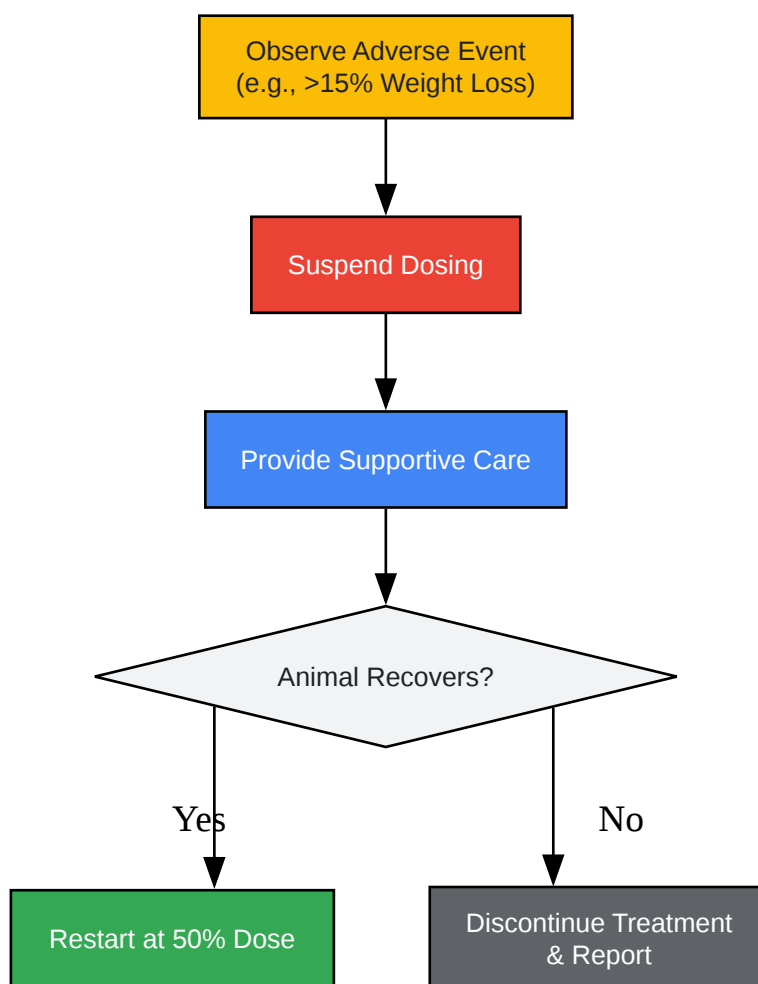 Observe Adverse Event
(e.g., >15% Weight Loss)
Suspend Dosing
Provide Supportive Care
Animal Recovers?
Yes
No
Restart at 50% Dose
Discontinue Treatment
& Report